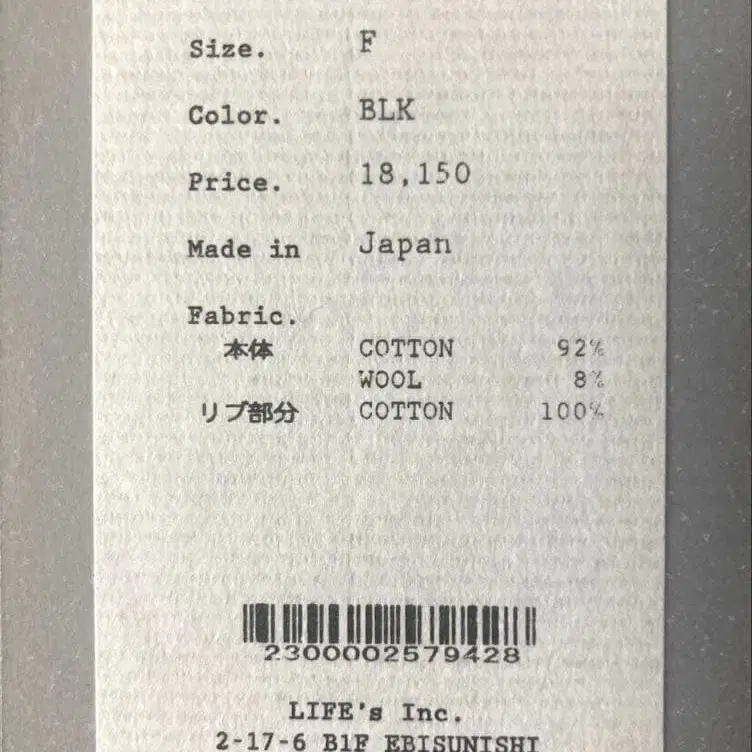 Size. F
Color. BLK
Price. 18,150
Made in Japan
Fabric.
本体 COTTON 92%
WOOL 8%
リブ部分 COTTON 100%
2300002579428
LIFE's Inc.
2-17-6 B1F EBISUNISHI